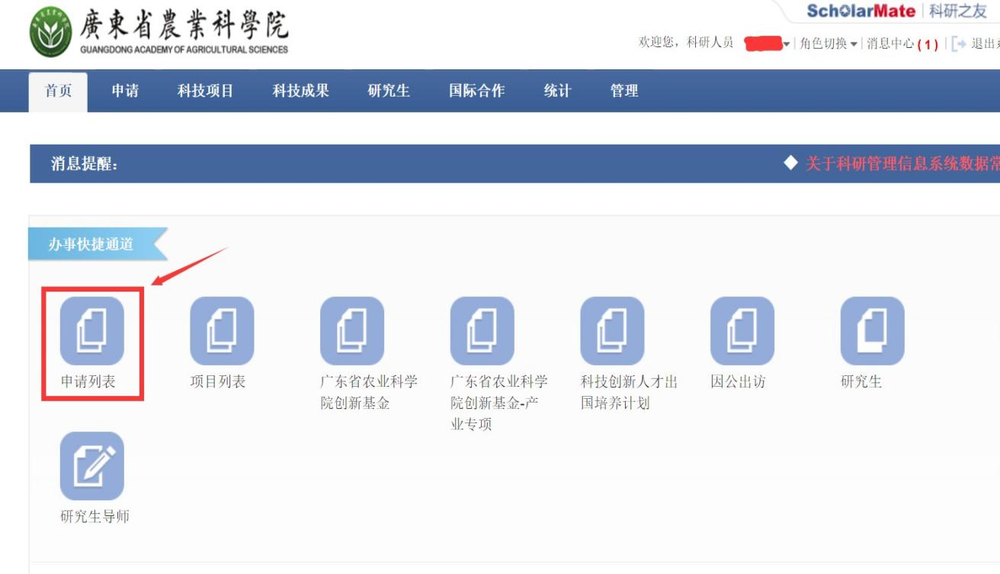 廣東省農業科學院
GUANGDONG ACADEMY OF AGRICULTURAL SCIENCES
ScholarMate | 科研之友
欢迎您，科研人员 | 角色切换 | 消息中心(1) | 退出
首页 申请 科技项目 科技成果 研究生 国际合作 统计 管理
消息提醒: ◆ 关于科研管理信息系统数据常
办事快捷通道
申请列表
项目列表
广东省农业科学
院创新基金
广东省农业科学
院创新基金-产
业专项
科技创新人才出
国培养计划
因公出访
研究生
研究生导师